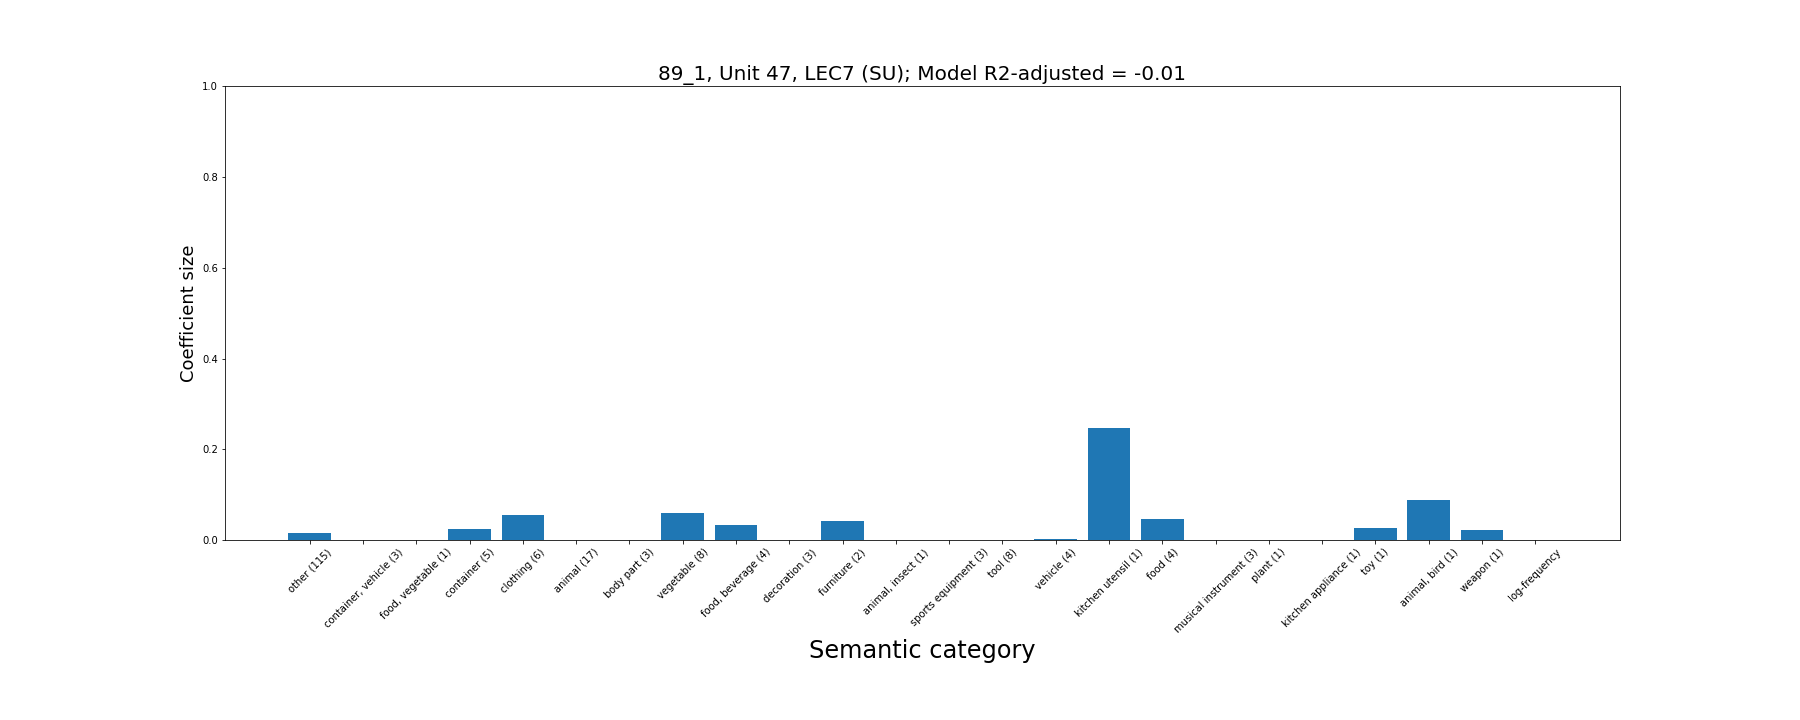 89_1, Unit 47, LEC7 (SU); Model R2-adjusted = -0.01
Coefficient size
1.0
0.8
0.6
0.4
0.2
0.0
other (115)
container, vehicle (3)
food, vegetable (1)
container (5)
clothing (6)
animal (17)
body part (3)
vegetable (8)
food, beverage (4)
decoration (3)
furniture (2)
animal, insect (1)
sports equipment (3)
tool (8)
vehicle (4)
kitchen utensil (1)
food (4)
musical instrument (3)
plant (1)
kitchen appliance (1)
toy (1)
animal, bird (1)
weapon (1)
log-frequency
Semantic category